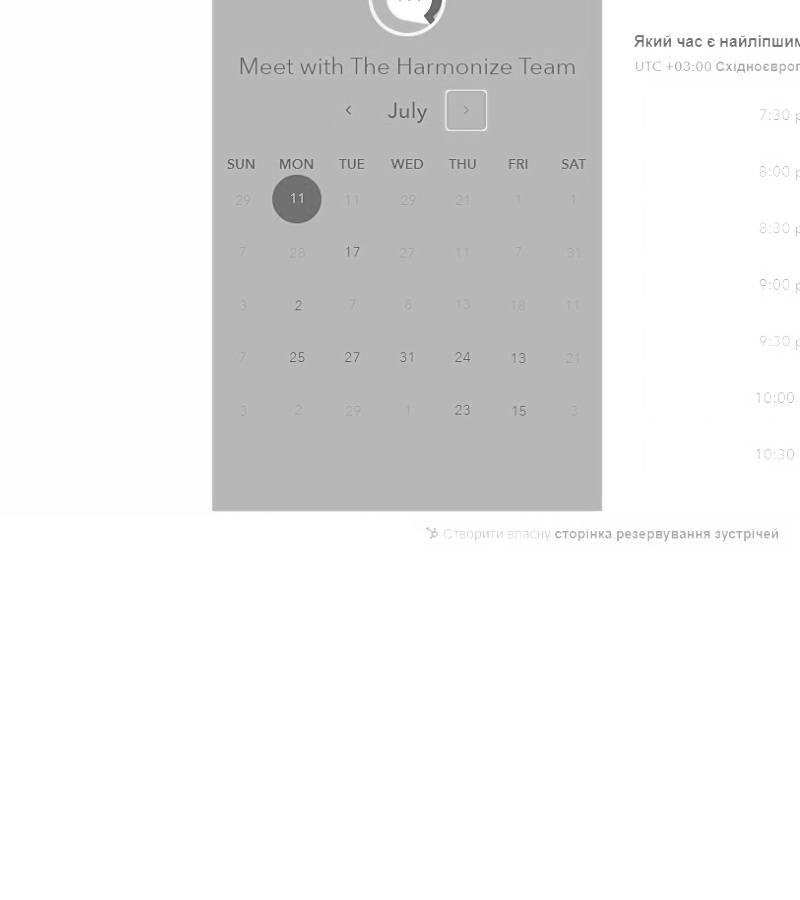 Meet with The Harmonize Team
July
SUN MON TUE WED THU FRI SAT
29 11 11 29 21 1 1
7 28 17 27 11 7 31
3 2 7 8 13 18 11
7 25 27 31 24 13 21
3 2 29 1 23 15 3
Який час є найліпшим
UTC +03:00 Східноєвроп
7:30 р
8:00 р
8:30 р
9:00 р
9:30 р
10:00
10:30
Створити власну сторінка резервування зустрічей